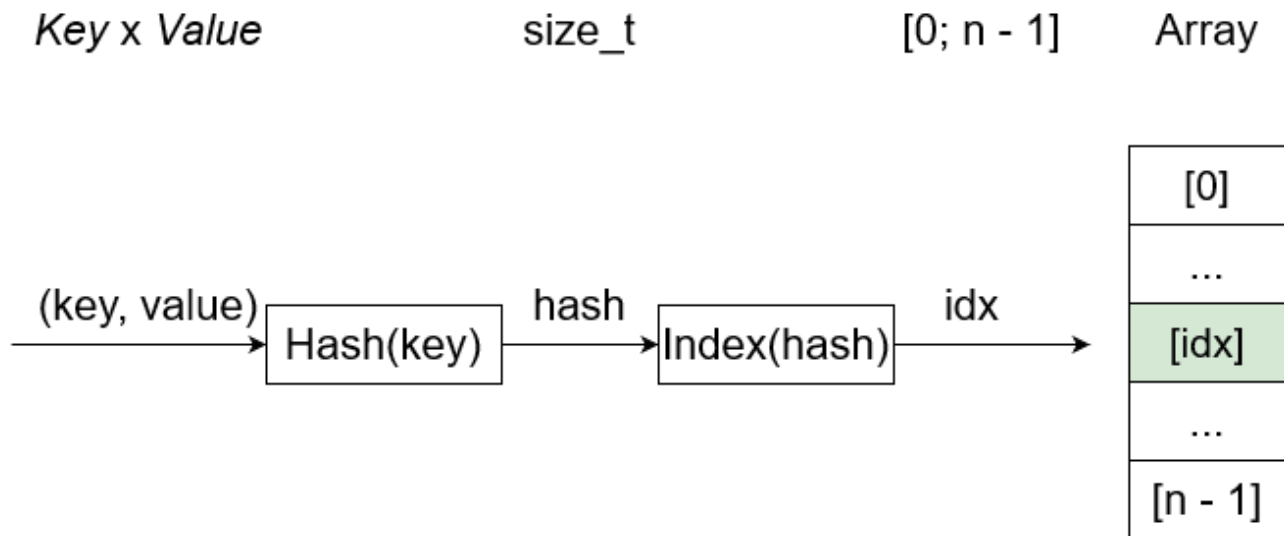 Key x Value size_t [0; n - 1] Array
[0]
...
(key, value) hash idx
Hash(key) Index(hash) [idx]
...
[n - 1]